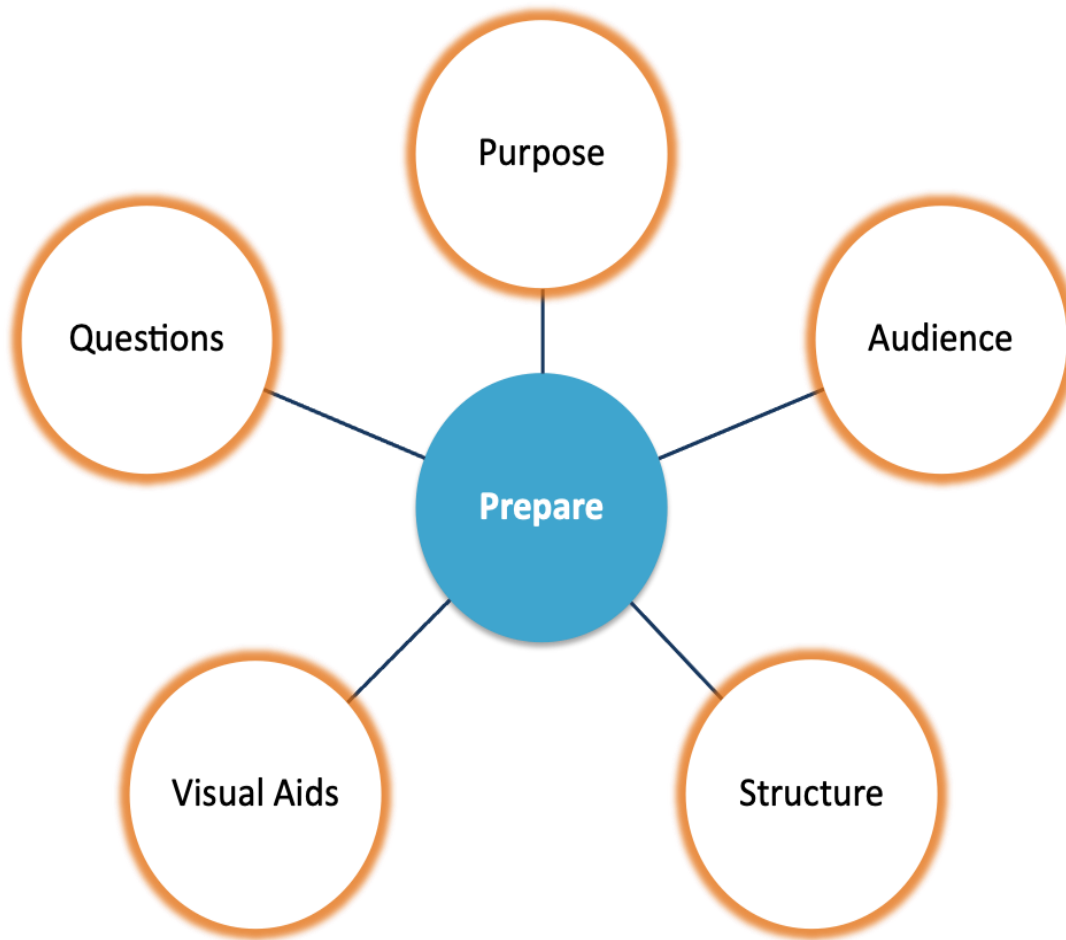 Purpose
Questions
Audience
Prepare
Visual Aids
Structure